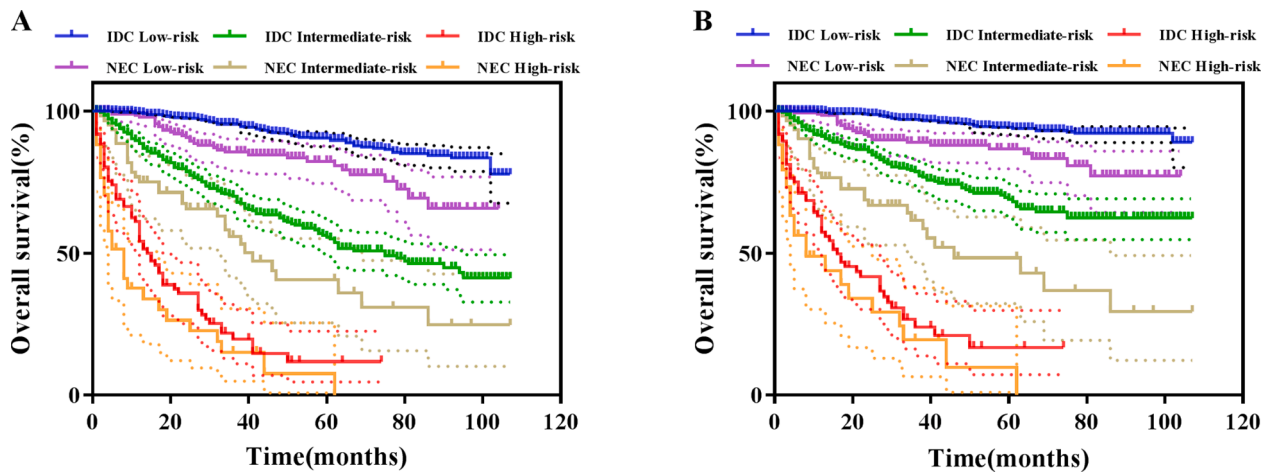 A
IDC Low-risk IDC Intermediate-risk IDC High-risk
NEC Low-risk NEC Intermediate-risk NEC High-risk
Overall survival(%)
100
50
0
0 20 40 60 80 100 120
Time(months)
B
IDC Low-risk IDC Intermediate-risk IDC High-risk
NEC Low-risk NEC Intermediate-risk NEC High-risk
Overall survival(%)
100
50
0
0 20 40 60 80 100 120
Time(months)